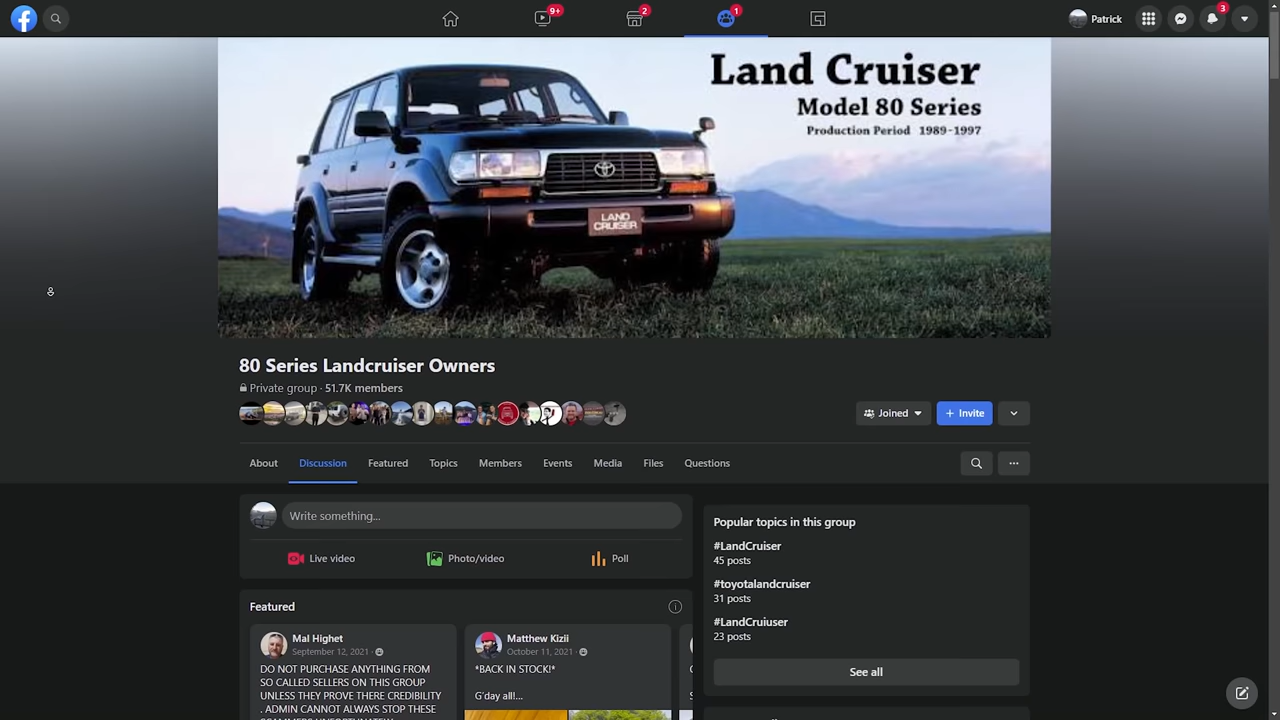 9+
2
1
Patrick
3
Land Cruiser
Model 80 Series
Production Period 1989-1997
LAND
CRUISER
80 Series Landcruiser Owners
Private group · 51.7K members
Joined
+ Invite
About
Discussion
Featured
Topics
Members
Events
Media
Files
Questions
Write something...
Live video
Photo/video
Poll
Popular topics in this group
#LandCruiser
45 posts
#toyotalandcruiser
31 posts
#LandCruiuser
23 posts
See all
Featured
Mal Highet
September 12, 2021 ·
DO NOT PURCHASE ANYTHING FROM
SO CALLED SELLERS ON THIS GROUP
UNLESS THEY PROVE THERE CREDIBILITY
. ADMIN CANNOT ALWAYS STOP THESE
Matthew Kizii
October 11, 2021 ·
*BACK IN STOCK!*
G'day all!...